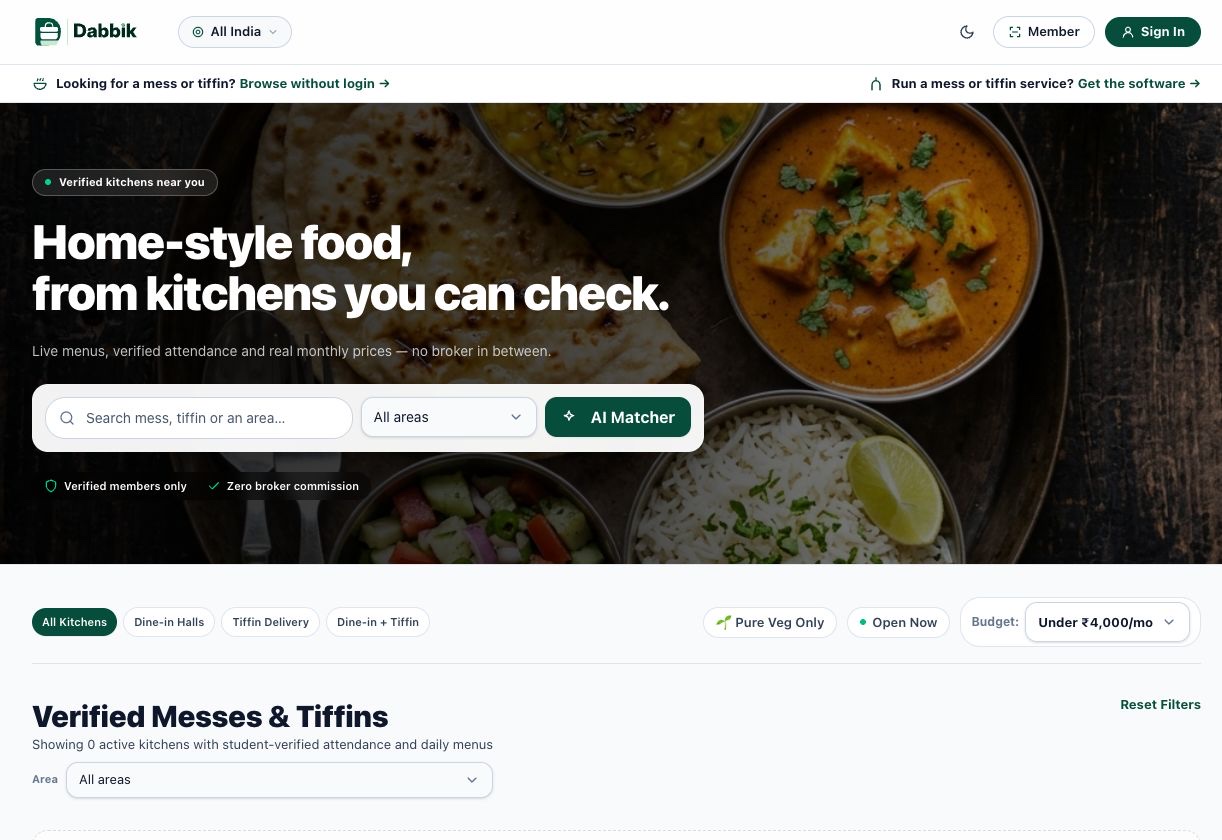 Dabbik
All India
Member
Sign In
Looking for a mess or tiffin? Browse without login →
Run a mess or tiffin service? Get the software →
Verified kitchens near you
Home-style food,
from kitchens you can check.
Live menus, verified attendance and real monthly prices — no broker in between.
Search mess, tiffin or an area...
All areas
AI Matcher
Verified members only
Zero broker commission
All Kitchens
Dine-in Halls
Tiffin Delivery
Dine-in + Tiffin
Pure Veg Only
Open Now
Budget:
Under ₹4,000/mo
Verified Messes & Tiffins
Reset Filters
Showing 0 active kitchens with student-verified attendance and daily menus
Area
All areas